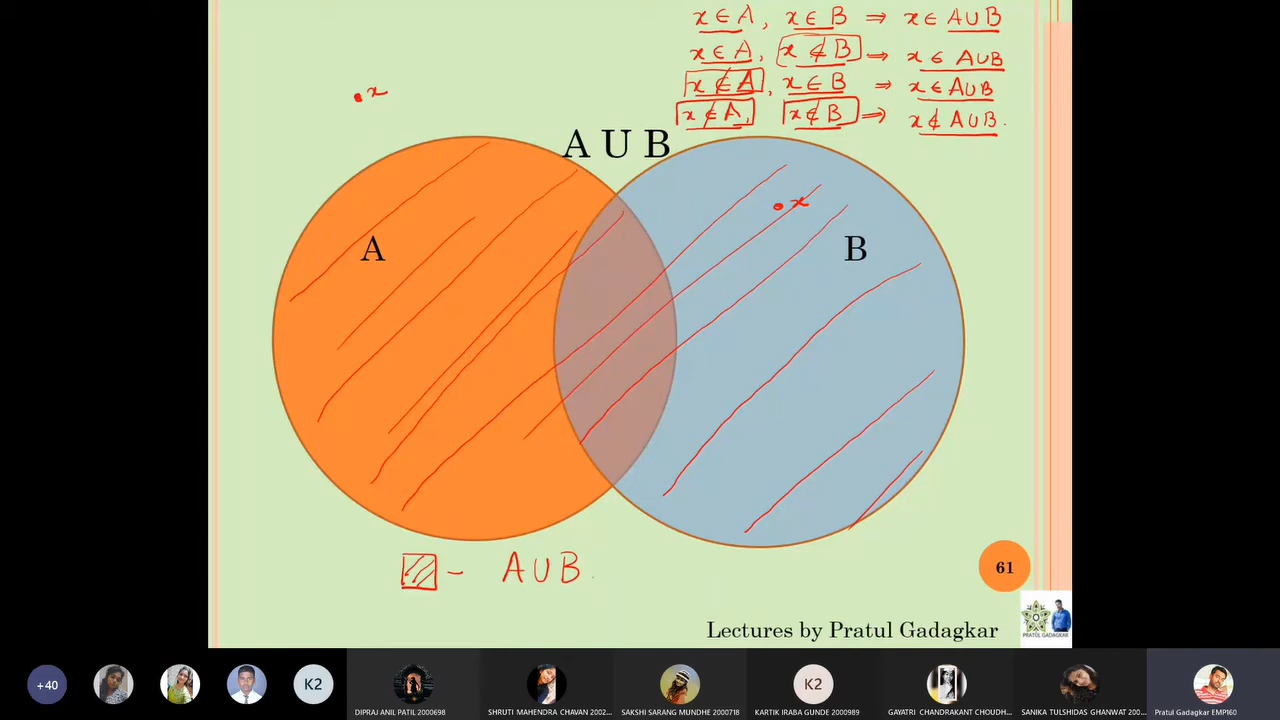 x ∈ A, x ∈ B ⇒ x ∈ A∪B
x ∈ A, x ∉ B ⇒ x ∈ A∪B
x ∉ A, x ∈ B ⇒ x ∈ A∪B
x ∉ A, x ∉ B ⇒ x ∉ A∪B.
x
A U B
x
A
B
- A∪B
61
Lectures by Pratul Gadagkar
PRATUL GADAGKAR
+40
K2
K2
DIPRAJ ANIL PATIL 2000698
SHRUTI MAHENDRA CHAVAN 2002...
SAKSHI SARANG MUNDHE 2000718
KARTIK IRABA GUNDE 2000989
GAYATRI CHANDRAKANT CHOUDH...
SANIKA TULSHIDAS GHANWAT 200...
Pratul Gadagkar EMP160